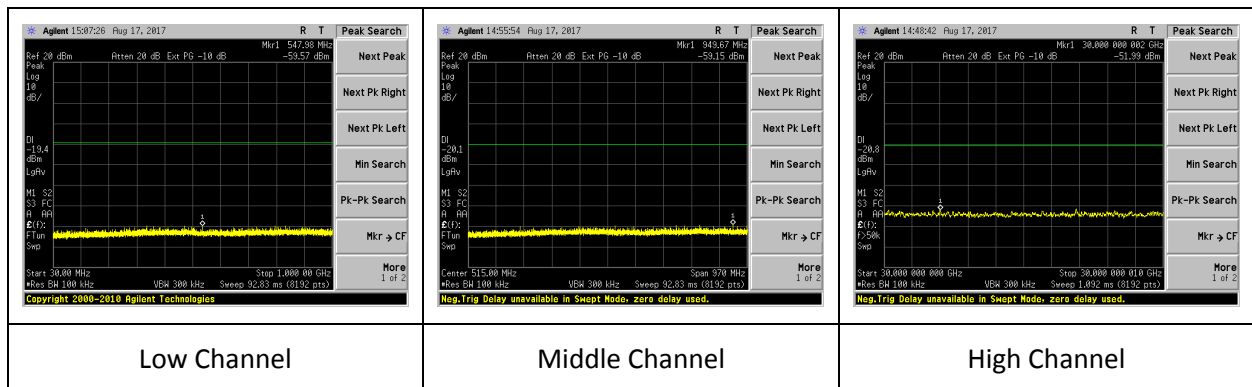 Agilent 15:07:26 Aug 17, 2017 R T Peak Search
Mkr1 547.98 MHz
Ref 20 dBm Atten 20 dB Ext PG -10 dB -59.57 dBm
Peak
Log
10
dB/
DI
-19.4
dBm
LgAv
M1 S2
S3 FC
A AA
£(f):
FTun
Swp
1
Start 30.00 MHz Stop 1.000 00 GHz
#Res BW 100 kHz VBW 300 kHz Sweep 92.83 ms (8192 pts)
Copyright 2000-2010 Agilent Technologies
Next Peak
Next Pk Right
Next Pk Left
Min Search
Pk-Pk Search
Mkr → CF
More
1 of 2
Agilent 14:55:54 Aug 17, 2017 R T Peak Search
Mkr1 949.67 MHz
Ref 20 dBm Atten 20 dB Ext PG -10 dB -59.15 dBm
Peak
Log
10
dB/
DI
-20.1
dBm
LgAv
M1 S2
S3 FC
A AA
£(f):
FTun
Swp
1
Center 515.00 MHz Span 970 MHz
#Res BW 100 kHz VBW 300 kHz Sweep 92.83 ms (8192 pts)
Neg.Trig Delay unavailable in Swept Mode, zero delay used.
Next Peak
Next Pk Right
Next Pk Left
Min Search
Pk-Pk Search
Mkr → CF
More
1 of 2
Agilent 14:48:42 Aug 17, 2017 R T Peak Search
Mkr1 30.000 000 002 GHz
Ref 20 dBm Atten 20 dB Ext PG -10 dB -51.99 dBm
Peak
Log
10
dB/
DI
-20.8
dBm
LgAv
M1 S2
S3 FC
A AA
£(f):
f>50k
Swp
1
Start 30.000 000 000 GHz Stop 30.000 000 010 GHz
#Res BW 100 kHz VBW 300 kHz Sweep 1.092 ms (8192 pts)
Neg.Trig Delay unavailable in Swept Mode, zero delay used.
Next Peak
Next Pk Right
Next Pk Left
Min Search
Pk-Pk Search
Mkr → CF
More
1 of 2
Low Channel
Middle Channel
High Channel